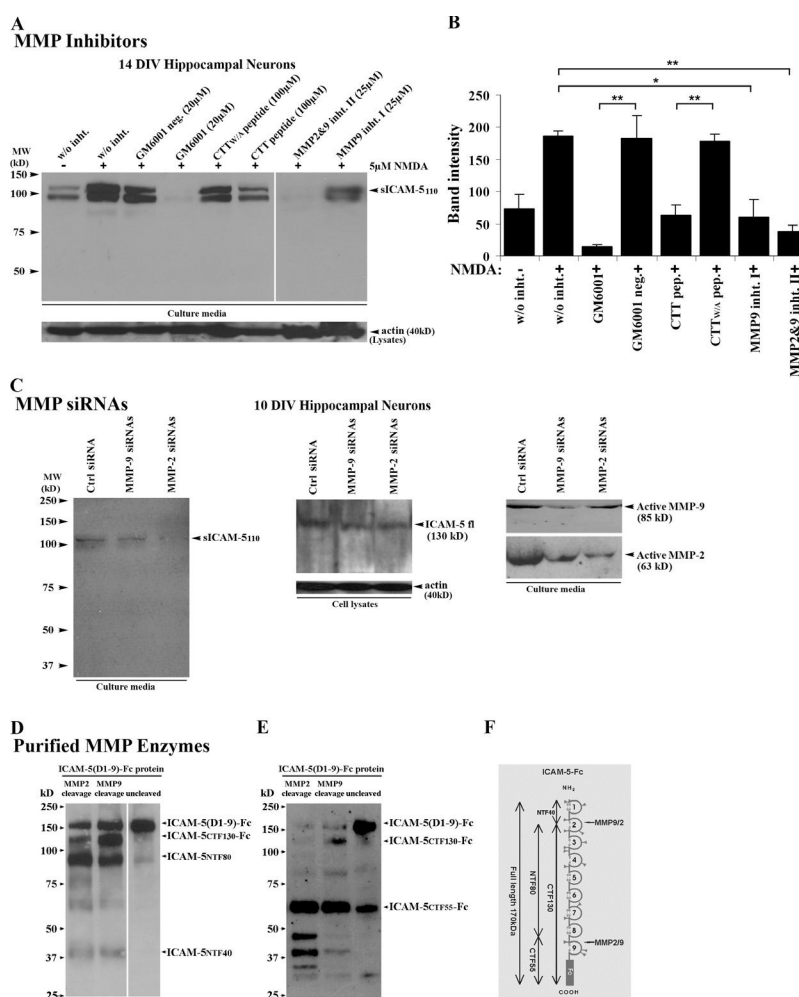 A
MMP Inhibitors
14 DIV Hippocampal Neurons
MW
(kD)
w/o inht.
w/o inht.
GM6001 neg. (20µM)
GM6001 (20µM)
CTTW/A peptide (100µM)
CTT peptide (100µM)
MMP2&9 inht. II (25µM)
MMP9 inht. I (25µM)
- + + + + + + + 5µM NMDA
150
100
75
50
sICAM-5110
Culture media
actin (40kD)
(Lysates)
B
Band intensity
250
200
150
100
50
0
**
*
** **
NMDA:
w/o inht.-
w/o inht.+
GM6001+
GM6001 neg.+
CTT pep.+
CTTW/A pep.+
MMP9 inht. I+
MMP2&9 inht. II+
C
MMP siRNAs
10 DIV Hippocampal Neurons
MW
(kD)
Ctrl siRNA
MMP-9 siRNAs
MMP-2 siRNAs
250
150
100
75
50
37
sICAM-5110
Culture media
Ctrl siRNA
MMP-9 siRNAs
MMP-2 siRNAs
ICAM-5 fl
(130 kD)
actin
(40kD)
Cell lysates
Ctrl siRNA
MMP-9 siRNAs
MMP-2 siRNAs
Active MMP-9
(85 kD)
Active MMP-2
(63 kD)
Culture media
D
Purified MMP Enzymes
ICAM-5(D1-9)-Fc protein
MMP2 cleavage
MMP9 cleavage
uncleaved
kD
150
100
75
50
37
25
ICAM-5(D1-9)-Fc
ICAM-5CTF130-Fc
ICAM-5NTF80
ICAM-5NTF40
E
ICAM-5(D1-9)-Fc protein
MMP2 cleavage
MMP9 cleavage
uncleaved
kD
250
150
100
75
50
37
25
ICAM-5(D1-9)-Fc
ICAM-5CTF130-Fc
ICAM-5CTF55-Fc
F
ICAM-5-Fc
NH2
NTF40
1
2
MMP9/2
3
4
5
6
7
8
9
MMP2/9
Full length 170kDa
NTF80
CTF130
CTF55
Fc
COOH